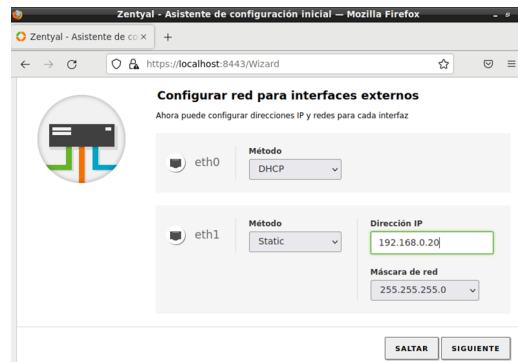 Zentyal - Asistente de configuración inicial — Mozilla Firefox
Zentyal - Asistente de co
https://localhost:8443/Wizard
Configurar red para interfaces externos
Ahora puede configurar direcciones IP y redes para cada interfaz
eth0
Método
DHCP
eth1
Método
Static
Dirección IP
192.168.0.20
Máscara de red
255.255.255.0
SALTAR
SIGUIENTE